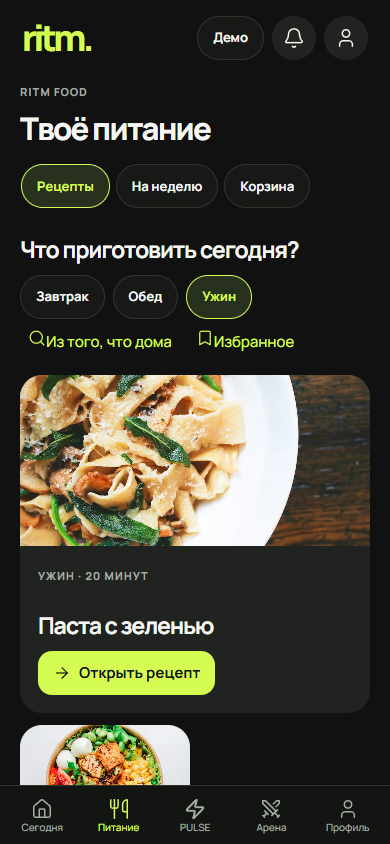 ritm.
Демо
RITM FOOD
Твоё питание
Рецепты
На неделю
Корзина
Что приготовить сегодня?
Завтрак
Обед
Ужин
Из того, что дома
Избранное
УЖИН · 20 МИНУТ
Паста с зеленью
Открыть рецепт
Сегодня
Питание
PULSE
Арена
Профиль